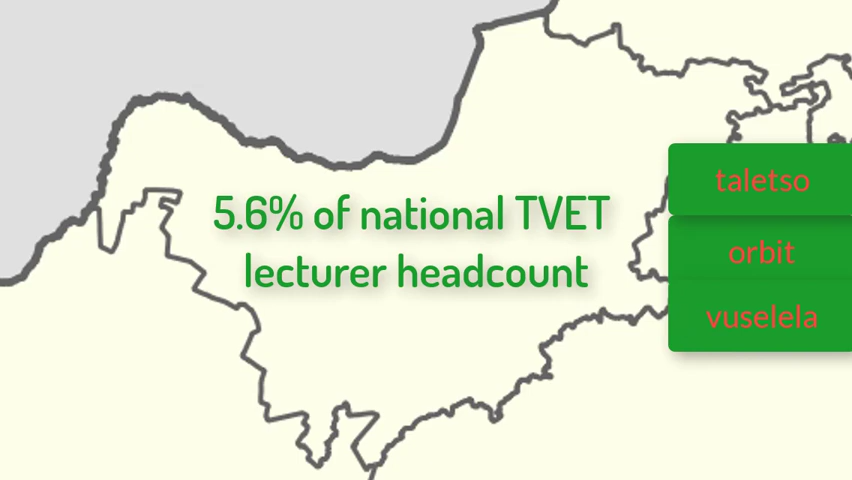 5.6% of national TVET
lecturer headcount
taletso
orbit
vuselela